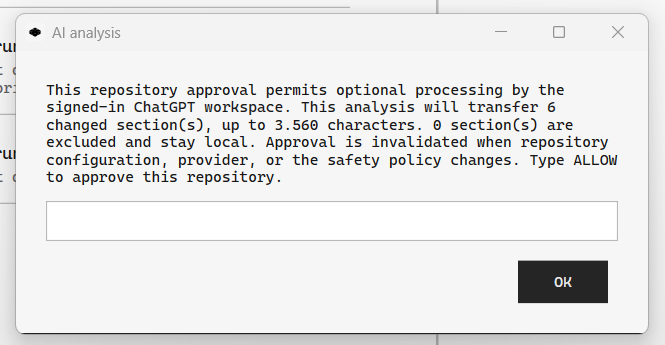 AI analysis
This repository approval permits optional processing by the
signed-in ChatGPT workspace. This analysis will transfer 6
changed section(s), up to 3.560 characters. 0 section(s) are
excluded and stay local. Approval is invalidated when repository
configuration, provider, or the safety policy changes. Type ALLOW
to approve this repository.
OK